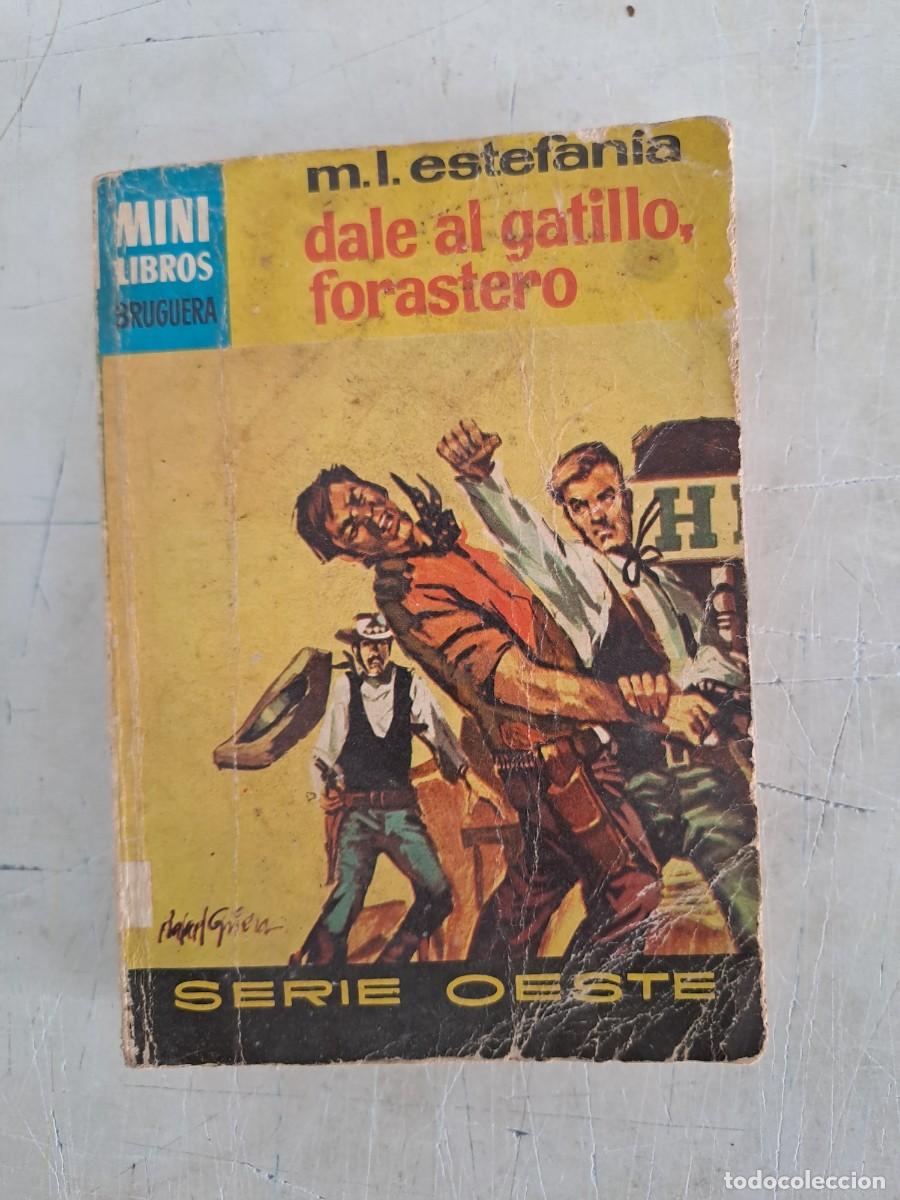 m.l. estefanía
dale al gatillo,
forastero
MINI
LIBROS
BRUGUERA
H
SERIE OESTE
todocoleccion